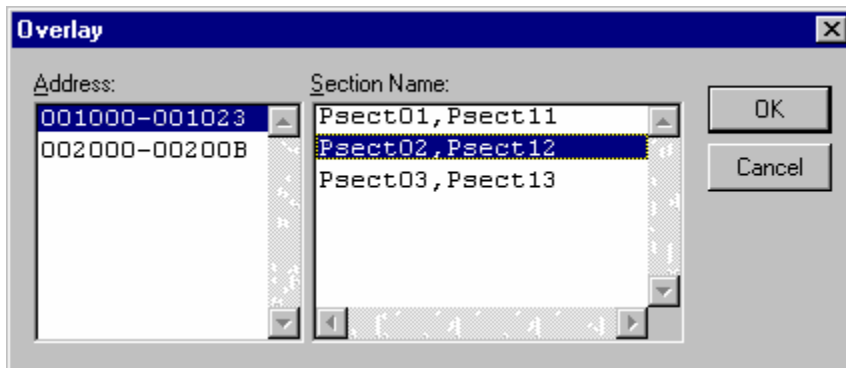 Overlay
Address:
Section Name:
OK
Cancel
001000-001023
002000-00200B
Psect01,Psect11
Psect02,Psect12
Psect03,Psect13